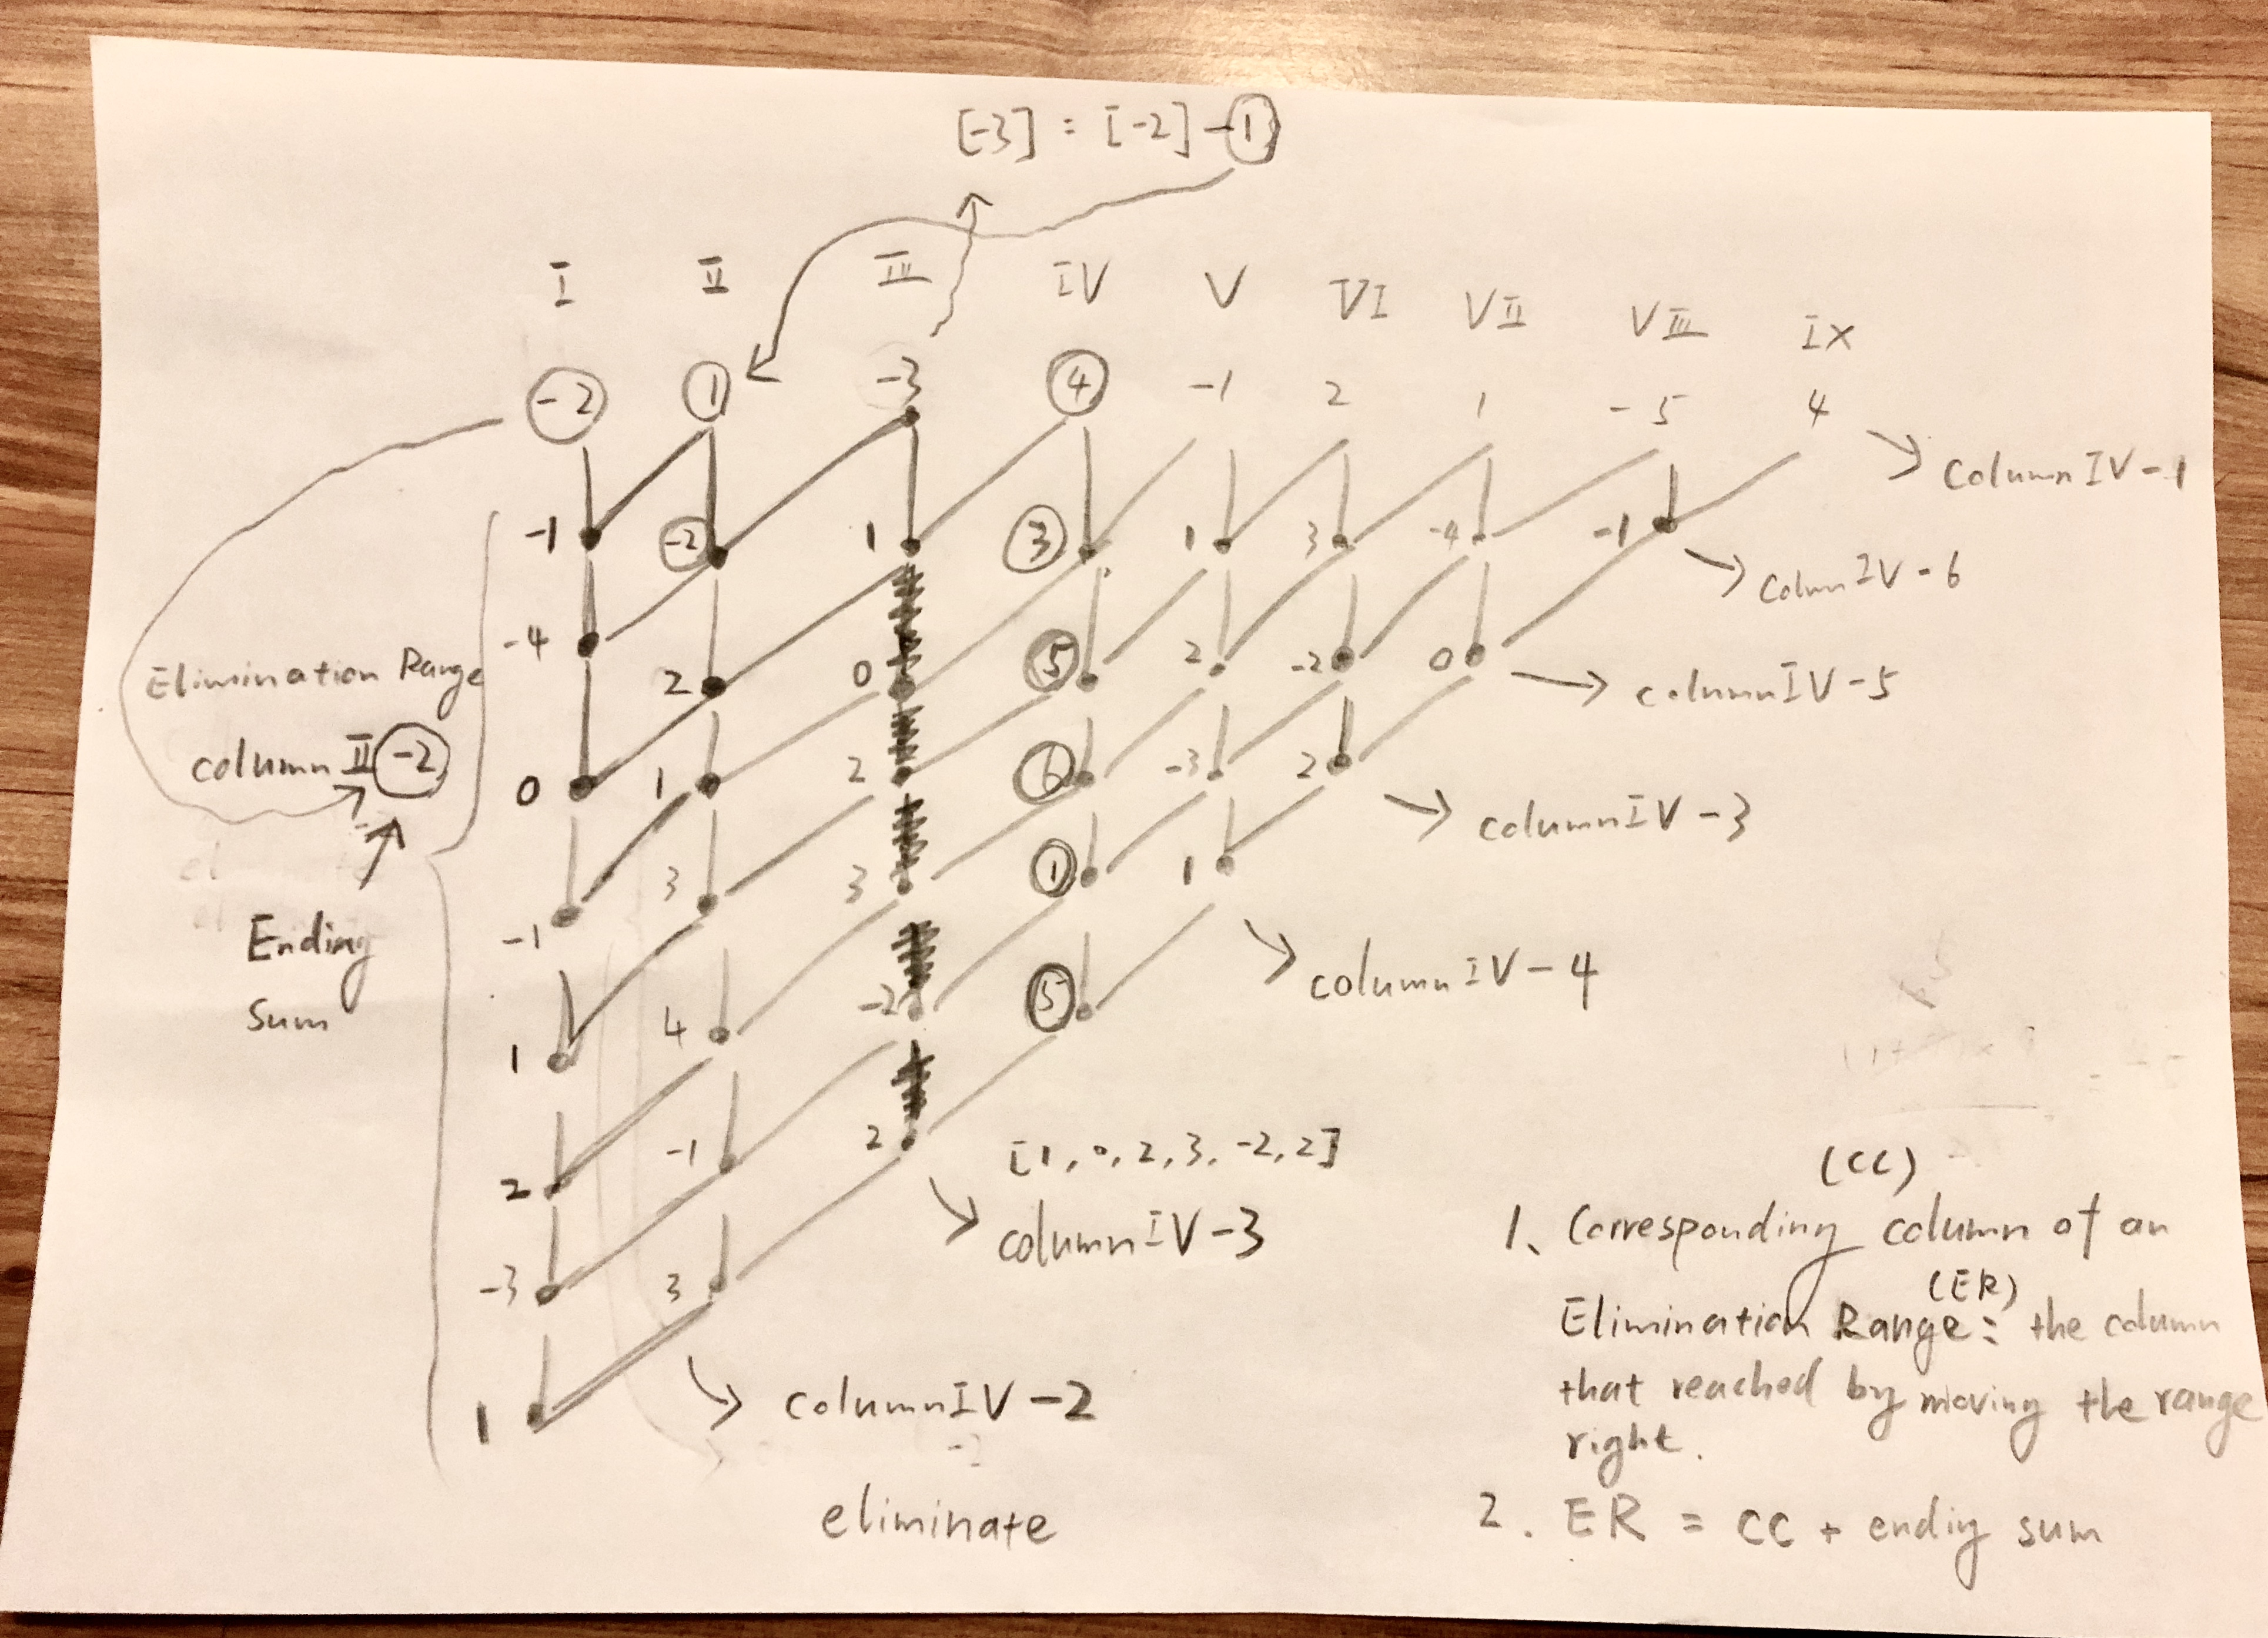 [-3] = [-2] - 1
I II III IV V VI VII VIII IX
-2 1 -3 4 -1 2 1 -5 4
column IV - 1
-1 -2 1 3 1 3 -4 -1
column IV - 6
-4 2 0 5 2 -2 0
column IV - 5
Elimination Range
column II -2
0 1 2 6 -3 2
column IV - 3
-1 3 3 1 1
column IV - 4
Ending
sum
1 4 -2 5
2 -1 2
[1, 0, 2, 3, -2, 2]
column IV - 3
-3 3
column IV - 2
1
eliminate
(CC)
1. Corresponding column of an
(ER)
Elimination Range: the column
that reached by moving the range
right.
2. ER = CC + ending sum